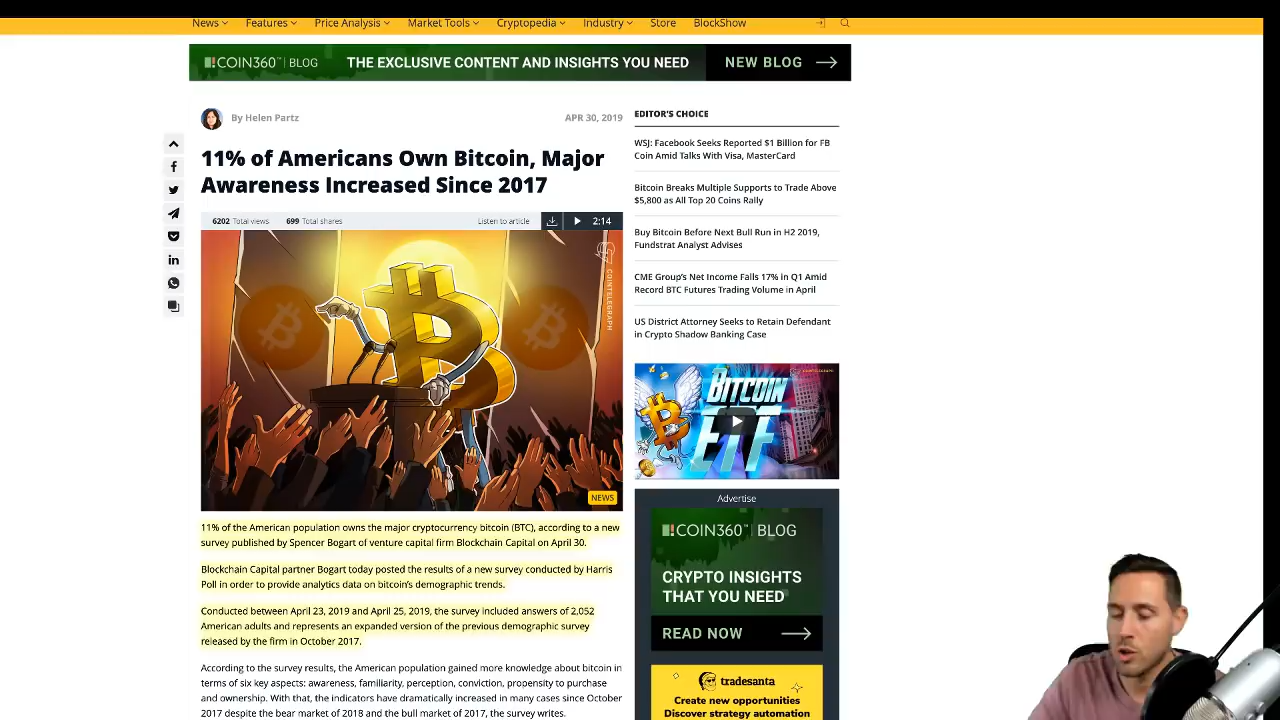 News Features Price Analysis Market Tools Cryptopedia Industry Store BlockShow
COIN360™ | BLOG THE EXCLUSIVE CONTENT AND INSIGHTS YOU NEED NEW BLOG
By Helen Partz APR 30, 2019
11% of Americans Own Bitcoin, Major
Awareness Increased Since 2017
6202 Total views 699 Total shares Listen to article 2:14
COINTELEGRAPH
NEWS
11% of the American population owns the major cryptocurrency bitcoin (BTC), according to a new
survey published by Spencer Bogart of venture capital firm Blockchain Capital on April 30.
Blockchain Capital partner Bogart today posted the results of a new survey conducted by Harris
Poll in order to provide analytics data on bitcoin's demographic trends.
Conducted between April 23, 2019 and April 25, 2019, the survey included answers of 2,052
American adults and represents an expanded version of the previous demographic survey
released by the firm in October 2017.
According to the survey results, the American population gained more knowledge about bitcoin in
terms of six key aspects: awareness, familiarity, perception, conviction, propensity to purchase
and ownership. With that, the indicators have dramatically increased in many cases since October
2017 despite the bear market of 2018 and the bull market of 2017, the survey writes.
EDITOR'S CHOICE
WSJ: Facebook Seeks Reported $1 Billion for FB
Coin Amid Talks With Visa, MasterCard
Bitcoin Breaks Multiple Supports to Trade Above
$5,800 as All Top 20 Coins Rally
Buy Bitcoin Before Next Bull Run in H2 2019,
Fundstrat Analyst Advises
CME Group's Net Income Falls 17% in Q1 Amid
Record BTC Futures Trading Volume in April
US District Attorney Seeks to Retain Defendant
in Crypto Shadow Banking Case
BITCOIN
ETF
Advertise
COIN360™ | BLOG
CRYPTO INSIGHTS
THAT YOU NEED
READ NOW
tradesanta
Create new opportunities
Discover strategy automation